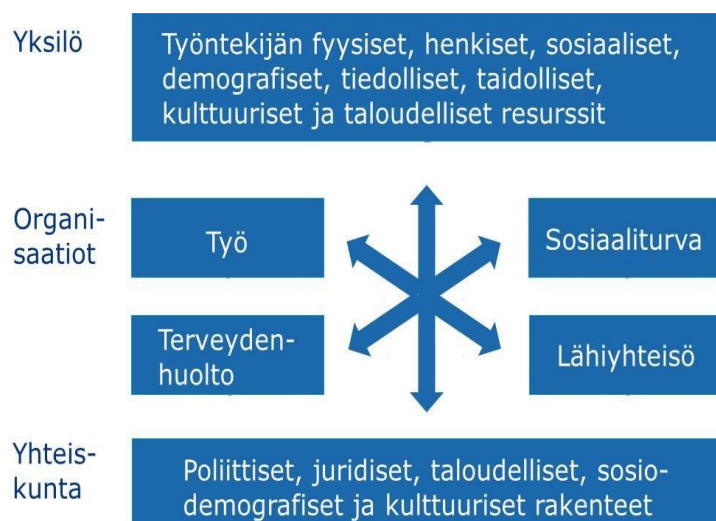 Yksilö
Työntekijän fyysiset, henkiset, sosiaaliset,
demografiset, tiedolliset, taidolliset,
kulttuuriset ja taloudelliset resurssit
Organi-
saatiot
Työ
Sosiaaliturva
Terveyden-
huolto
Lähiyhteisö
Yhteis-
kunta
Poliittiset, juridiset, taloudelliset, sosio-
demografiset ja kulttuuriset rakenteet